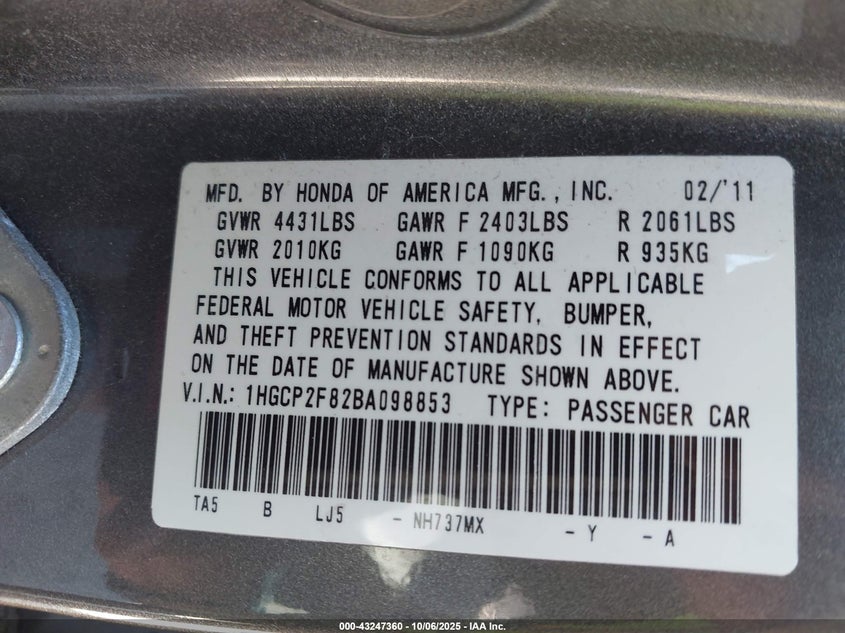 MFD. BY HONDA OF AMERICA MFG., INC. 02/'11
GVWR 4431LBS GAWR F 2403LBS R 2061LBS
GVWR 2010KG GAWR F 1090KG R 935KG
THIS VEHICLE CONFORMS TO ALL APPLICABLE
FEDERAL MOTOR VEHICLE SAFETY, BUMPER,
AND THEFT PREVENTION STANDARDS IN EFFECT
ON THE DATE OF MANUFACTURE SHOWN ABOVE.
V.I.N.: 1HGCP2F82BA098853 TYPE: PASSENGER CAR
TA5 B LJ5 - NH737MX - Y - A
000-43247360 - 10/06/2025 - IAA Inc.